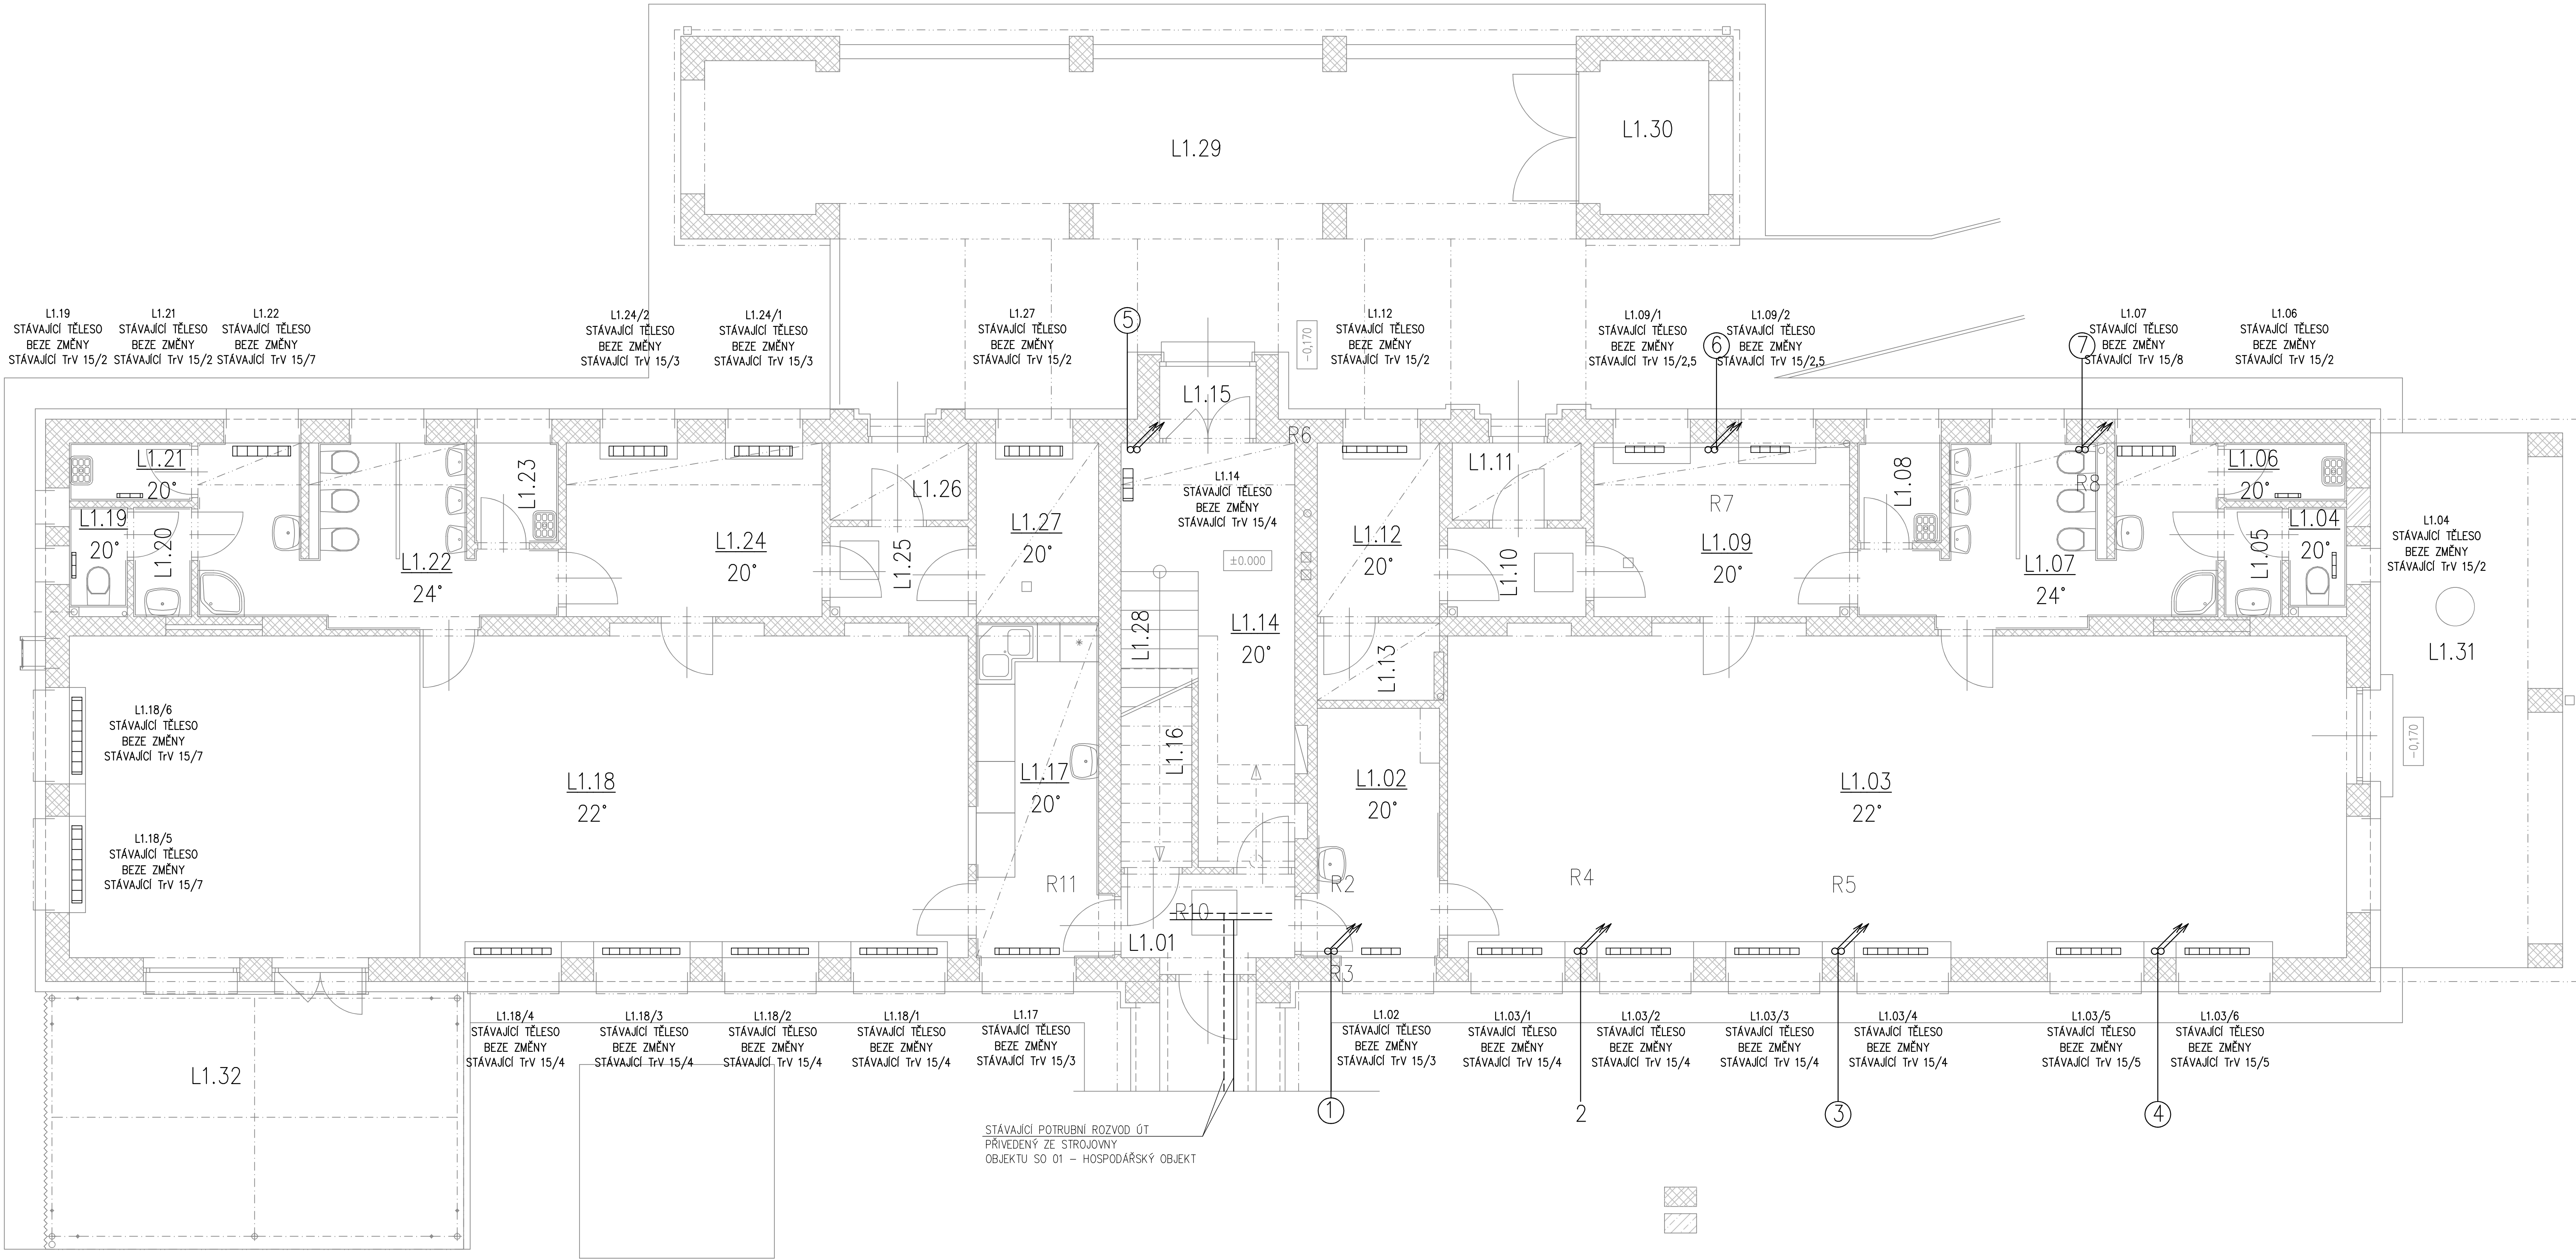 L1.29
L1.30
L1.19
STÁVAJÍCÍ TĚLESO
BEZE ZMĚNY
STÁVAJÍCÍ TrV 15/2
L1.21
STÁVAJÍCÍ TĚLESO
BEZE ZMĚNY
STÁVAJÍCÍ TrV 15/2
L1.22
STÁVAJÍCÍ TĚLESO
BEZE ZMĚNY
STÁVAJÍCÍ TrV 15/7
L1.24/2
STÁVAJÍCÍ TĚLESO
BEZE ZMĚNY
STÁVAJÍCÍ TrV 15/3
L1.24/1
STÁVAJÍCÍ TĚLESO
BEZE ZMĚNY
STÁVAJÍCÍ TrV 15/3
L1.27
STÁVAJÍCÍ TĚLESO
BEZE ZMĚNY
STÁVAJÍCÍ TrV 15/2
5
-0,170
L1.12
STÁVAJÍCÍ TĚLESO
BEZE ZMĚNY
STÁVAJÍCÍ TrV 15/2
L1.09/1
STÁVAJÍCÍ TĚLESO
BEZE ZMĚNY
STÁVAJÍCÍ TrV 15/2,5
6
L1.09/2
STÁVAJÍCÍ TĚLESO
BEZE ZMĚNY
STÁVAJÍCÍ TrV 15/2,5
7
L1.07
STÁVAJÍCÍ TĚLESO
BEZE ZMĚNY
STÁVAJÍCÍ TrV 15/8
L1.06
STÁVAJÍCÍ TĚLESO
BEZE ZMĚNY
STÁVAJÍCÍ TrV 15/2
L1.15
R6
L1.21
20°
L1.19
20°
L1.20
L1.22
24°
L1.23
L1.24
20°
L1.26
L1.25
L1.27
20°
L1.14
STÁVAJÍCÍ TĚLESO
BEZE ZMĚNY
STÁVAJÍCÍ TrV 15/4
±0.000
L1.28
L1.14
20°
L1.12
20°
L1.11
L1.10
L1.13
R7
L1.09
20°
L1.08
R8
L1.07
24°
L1.06
20°
L1.05
L1.04
20°
L1.04
STÁVAJÍCÍ TĚLESO
BEZE ZMĚNY
STÁVAJÍCÍ TrV 15/2
L1.31
-0,170
L1.18/6
STÁVAJÍCÍ TĚLESO
BEZE ZMĚNY
STÁVAJÍCÍ TrV 15/7
L1.18/5
STÁVAJÍCÍ TĚLESO
BEZE ZMĚNY
STÁVAJÍCÍ TrV 15/7
L1.18
22°
L1.17
20°
L1.16
L1.02
20°
L1.03
22°
R11
R10
L1.01
R2
R3
R4
R5
L1.18/4
STÁVAJÍCÍ TĚLESO
BEZE ZMĚNY
STÁVAJÍCÍ TrV 15/4
L1.18/3
STÁVAJÍCÍ TĚLESO
BEZE ZMĚNY
STÁVAJÍCÍ TrV 15/4
L1.18/2
STÁVAJÍCÍ TĚLESO
BEZE ZMĚNY
STÁVAJÍCÍ TrV 15/4
L1.18/1
STÁVAJÍCÍ TĚLESO
BEZE ZMĚNY
STÁVAJÍCÍ TrV 15/4
L1.17
STÁVAJÍCÍ TĚLESO
BEZE ZMĚNY
STÁVAJÍCÍ TrV 15/3
L1.02
STÁVAJÍCÍ TĚLESO
BEZE ZMĚNY
STÁVAJÍCÍ TrV 15/3
L1.03/1
STÁVAJÍCÍ TĚLESO
BEZE ZMĚNY
STÁVAJÍCÍ TrV 15/4
L1.03/2
STÁVAJÍCÍ TĚLESO
BEZE ZMĚNY
STÁVAJÍCÍ TrV 15/4
L1.03/3
STÁVAJÍCÍ TĚLESO
BEZE ZMĚNY
STÁVAJÍCÍ TrV 15/4
L1.03/4
STÁVAJÍCÍ TĚLESO
BEZE ZMĚNY
STÁVAJÍCÍ TrV 15/4
L1.03/5
STÁVAJÍCÍ TĚLESO
BEZE ZMĚNY
STÁVAJÍCÍ TrV 15/5
L1.03/6
STÁVAJÍCÍ TĚLESO
BEZE ZMĚNY
STÁVAJÍCÍ TrV 15/5
L1.32
1
2
3
4
STÁVAJÍCÍ POTRUBNÍ ROZVOD ÚT
PŘIVEDENÝ ZE STROJOVNY
OBJEKTU SO 01 – HOSPODÁŘSKÝ OBJEKT